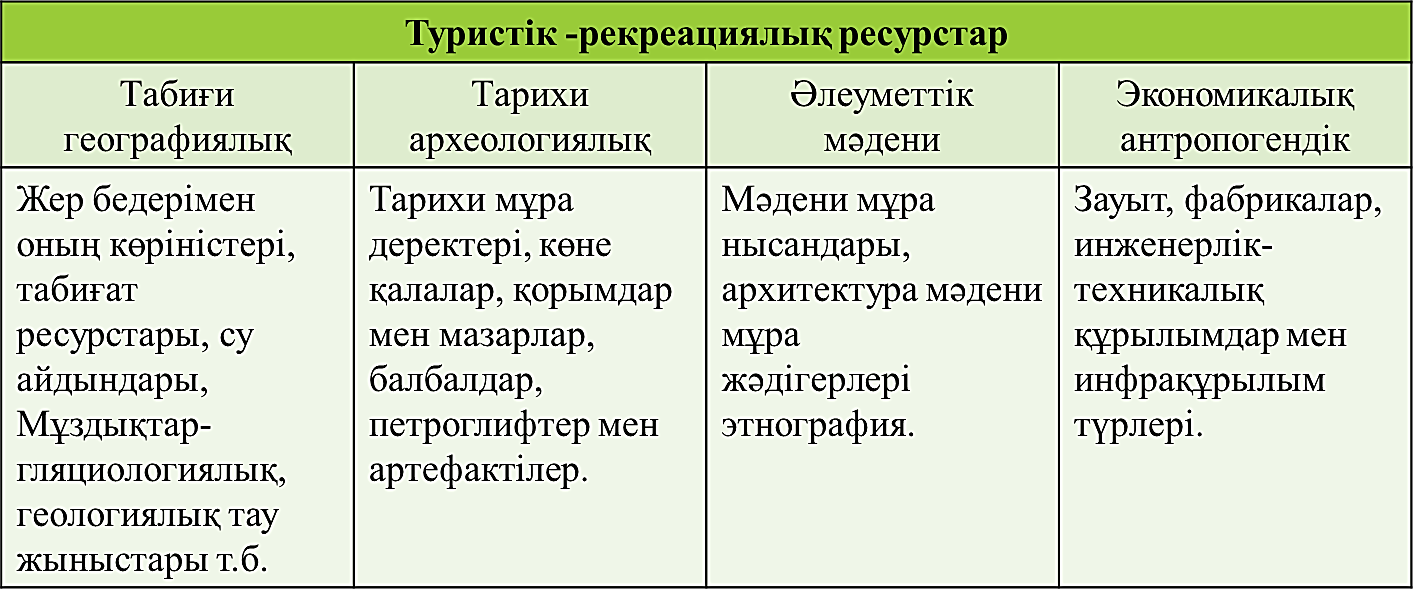 Туристік -рекреациялық ресурстар
Табиғи
географиялық
Тарихи
археологиялық
Әлеуметтік
мәдени
Экономикалық
антропогендік
Жер бедерімен
оның көріністері,
табиғат
ресурстары, су
айдындары,
Мұздықтар-
гляциологиялық,
геологиялық тау
жыныстары т.б.
Тарихи мұра
деректері, көне
қалалар, қорымдар
мен мазарлар,
балбалдар,
петроглифтер мен
артефактілер.
Мәдени мұра
нысандары,
архитектура мәдени
мұра
жәдігерлері
этнография.
Зауыт, фабрикалар,
инженерлік-
техникалық
құрылымдар мен
инфрақұрылым
түрлері.